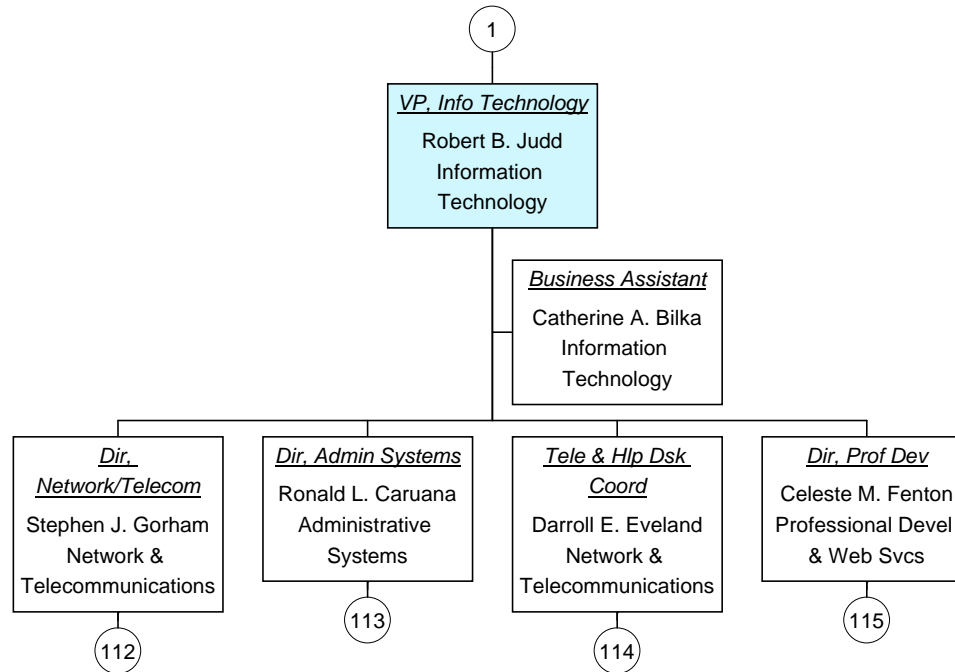 1
VP, Info Technology
Robert B. Judd
Information
Technology
Business Assistant
Catherine A. Bilka
Information
Technology
Dir,
Network/Telecom
Stephen J. Gorham
Network &
Telecommunications
112
Dir, Admin Systems
Ronald L. Caruana
Administrative
Systems
113
Tele & Hlp Dsk
Coord
Darroll E. Eveland
Network &
Telecommunications
114
Dir, Prof Dev
Celeste M. Fenton
Professional Devel
& Web Svcs
115